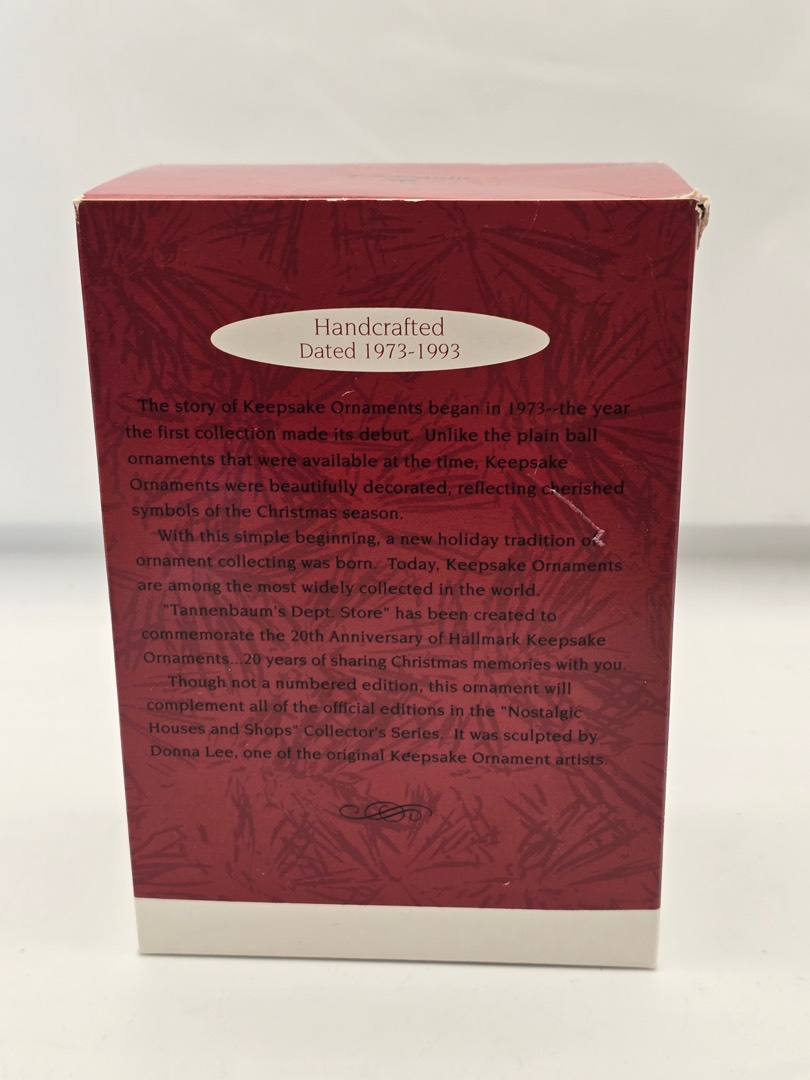 Handcrafted
Dated 1973-1993
The story of Keepsake Ornaments began in 1973--the year
the first collection made its debut. Unlike the plain ball
ornaments that were available at the time, Keepsake
Ornaments were beautifully decorated, reflecting cherished
symbols of the Christmas season.
With this simple beginning, a new holiday tradition of
ornament collecting was born. Today, Keepsake Ornaments
are among the most widely collected in the world.
"Tannenbaum's Dept. Store" has been created to
commemorate the 20th Anniversary of Hallmark Keepsake
Ornaments...20 years of sharing Christmas memories with you.
Though not a numbered edition, this ornament will
complement all of the official editions in the "Nostalgic
Houses and Shops" Collector's Series. It was sculpted by
Donna Lee, one of the original Keepsake Ornament artists.